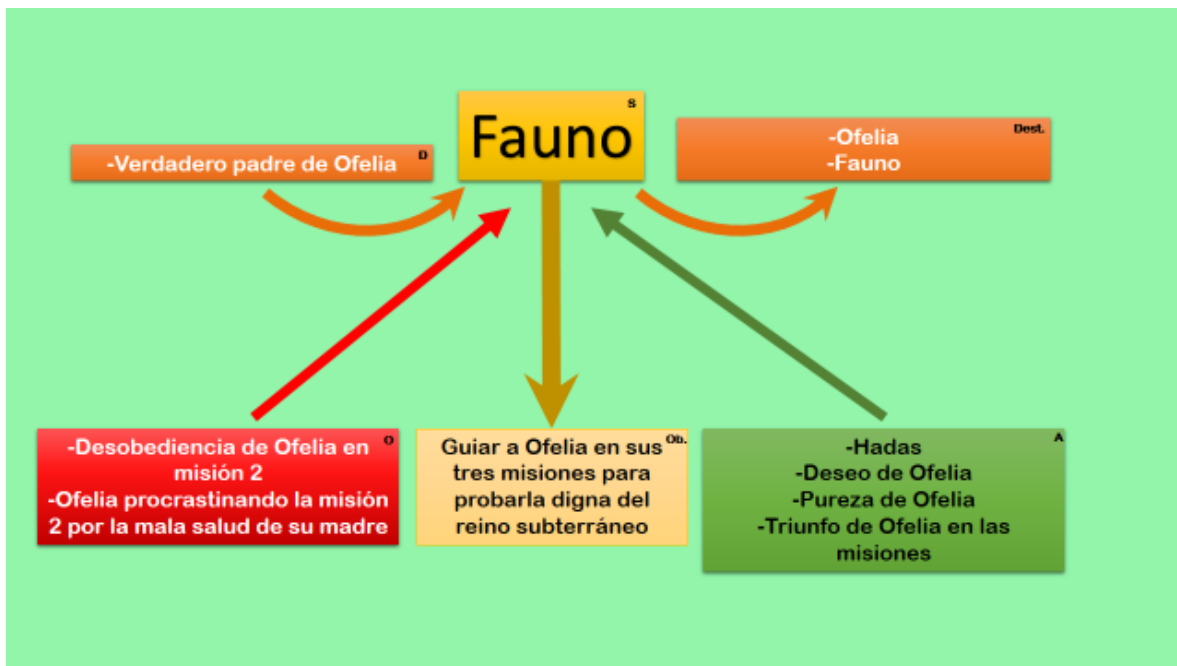 S
Fauno
-Verdadero padre de Ofelia
D
Dest.
-Ofelia
-Fauno
-Desobediencia de Ofelia en
misión 2
-Ofelia procrastinando la misión
2 por la mala salud de su madre
O
Guiar a Ofelia en sus
tres misiones para
probarla digna del
reino subterráneo
Ob.
-Hadas
-Deseo de Ofelia
-Pureza de Ofelia
-Triunfo de Ofelia en las
misiones
A